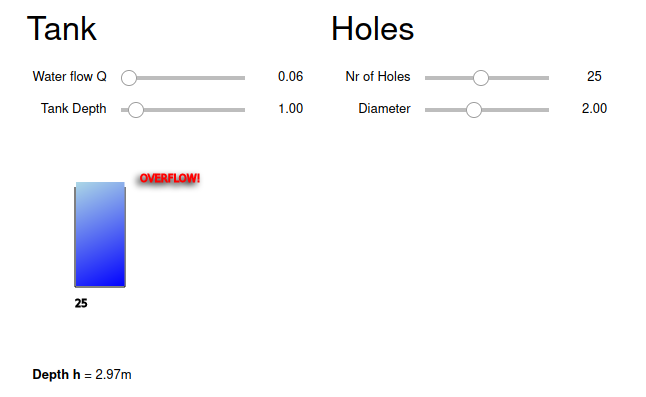 Tank
Holes
Water flow Q 0.06
Nr of Holes 25
Tank Depth 1.00
Diameter 2.00
OVERFLOW!
25
Depth h = 2.97m